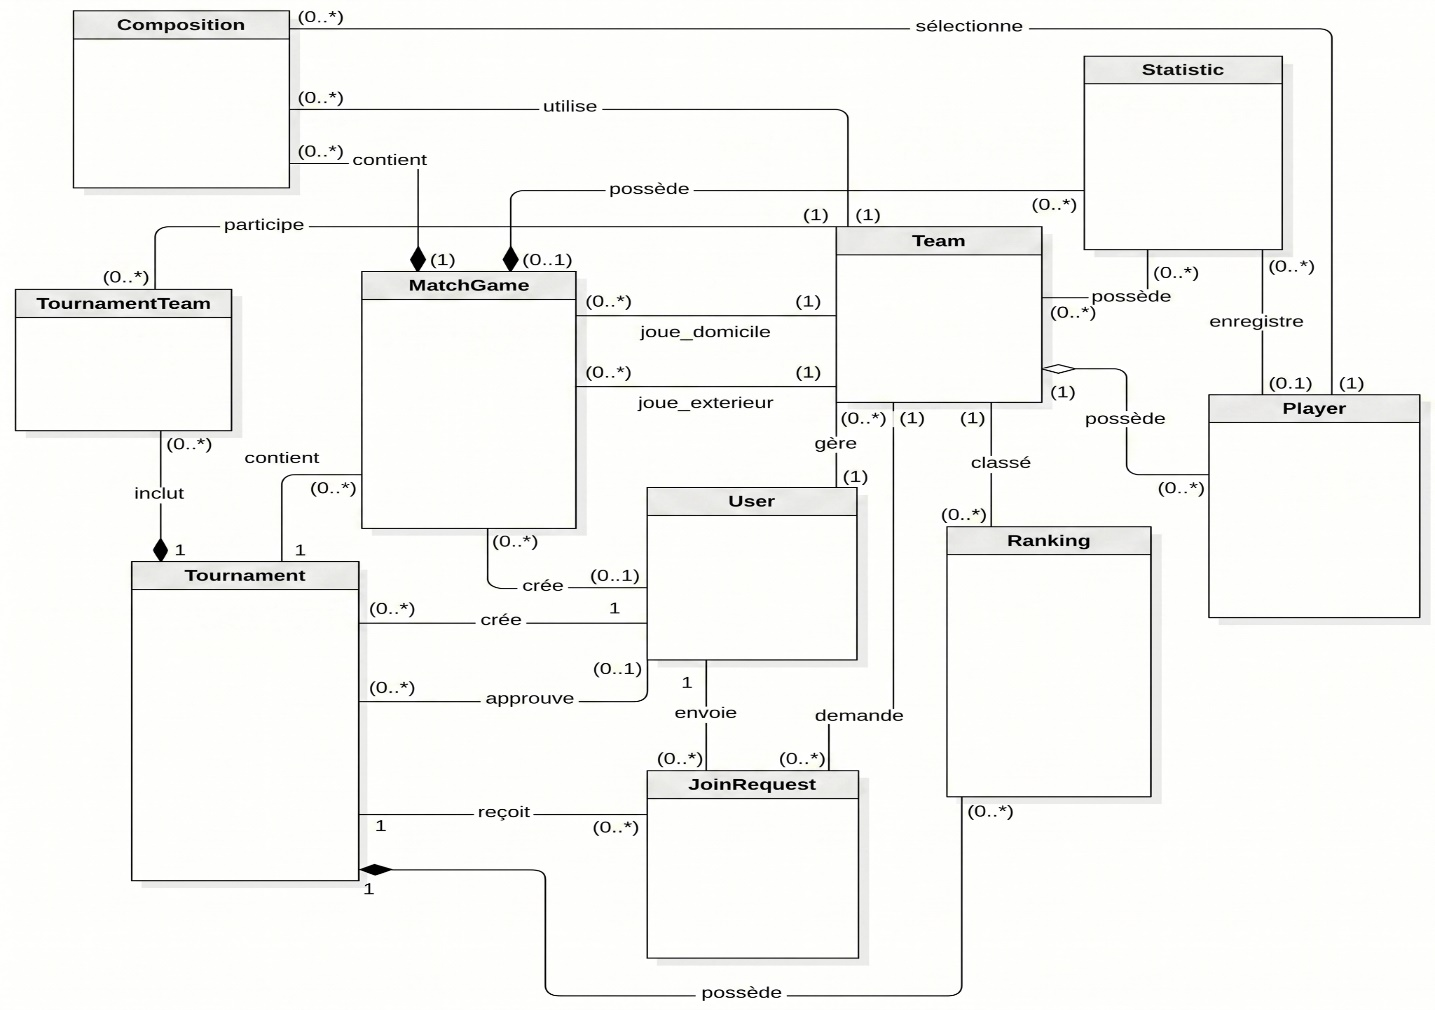 Composition
(0..*)
sélectionne
Statistic
(0..*)
utilise
(0..*)
contient
possède
(0..*)
participe
(1)
(1)
Team
(1)
(0..1)
(0..*)
(0..*)
(0..*)
TournamentTeam
MatchGame
(0..*)
(1)
possède
(0..*)
joue_domicile
enregistre
(0..*)
(1)
(1)
(0.1)
(1)
joue_exterieur
Player
(0..*)
(1)
(1)
possède
(0..*)
gère
contient
classé
(0..*)
(1)
(0..*)
inclut
User
(0..*)
1
1
(0..*)
Ranking
Tournament
crée
(0..1)
(0..*)
1
crée
(0..1)
(0..*)
approuve
1
envoie
demande
(0..*)
(0..*)
JoinRequest
reçoit
1
(0..*)
(0..*)
1
possède